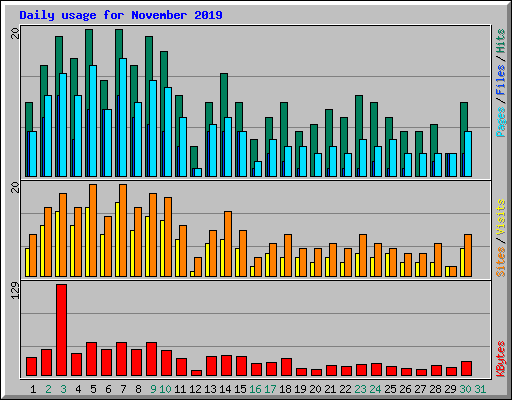 Daily usage for November 2019
20
Pages / Files / Hits
20
Sites / Visits
129
KBytes
1 2 3 4 5 6 7 8 9 10 11 12 13 14 15 16 17 18 19 20 21 22 23 24 25 26 27 28 29 30 31